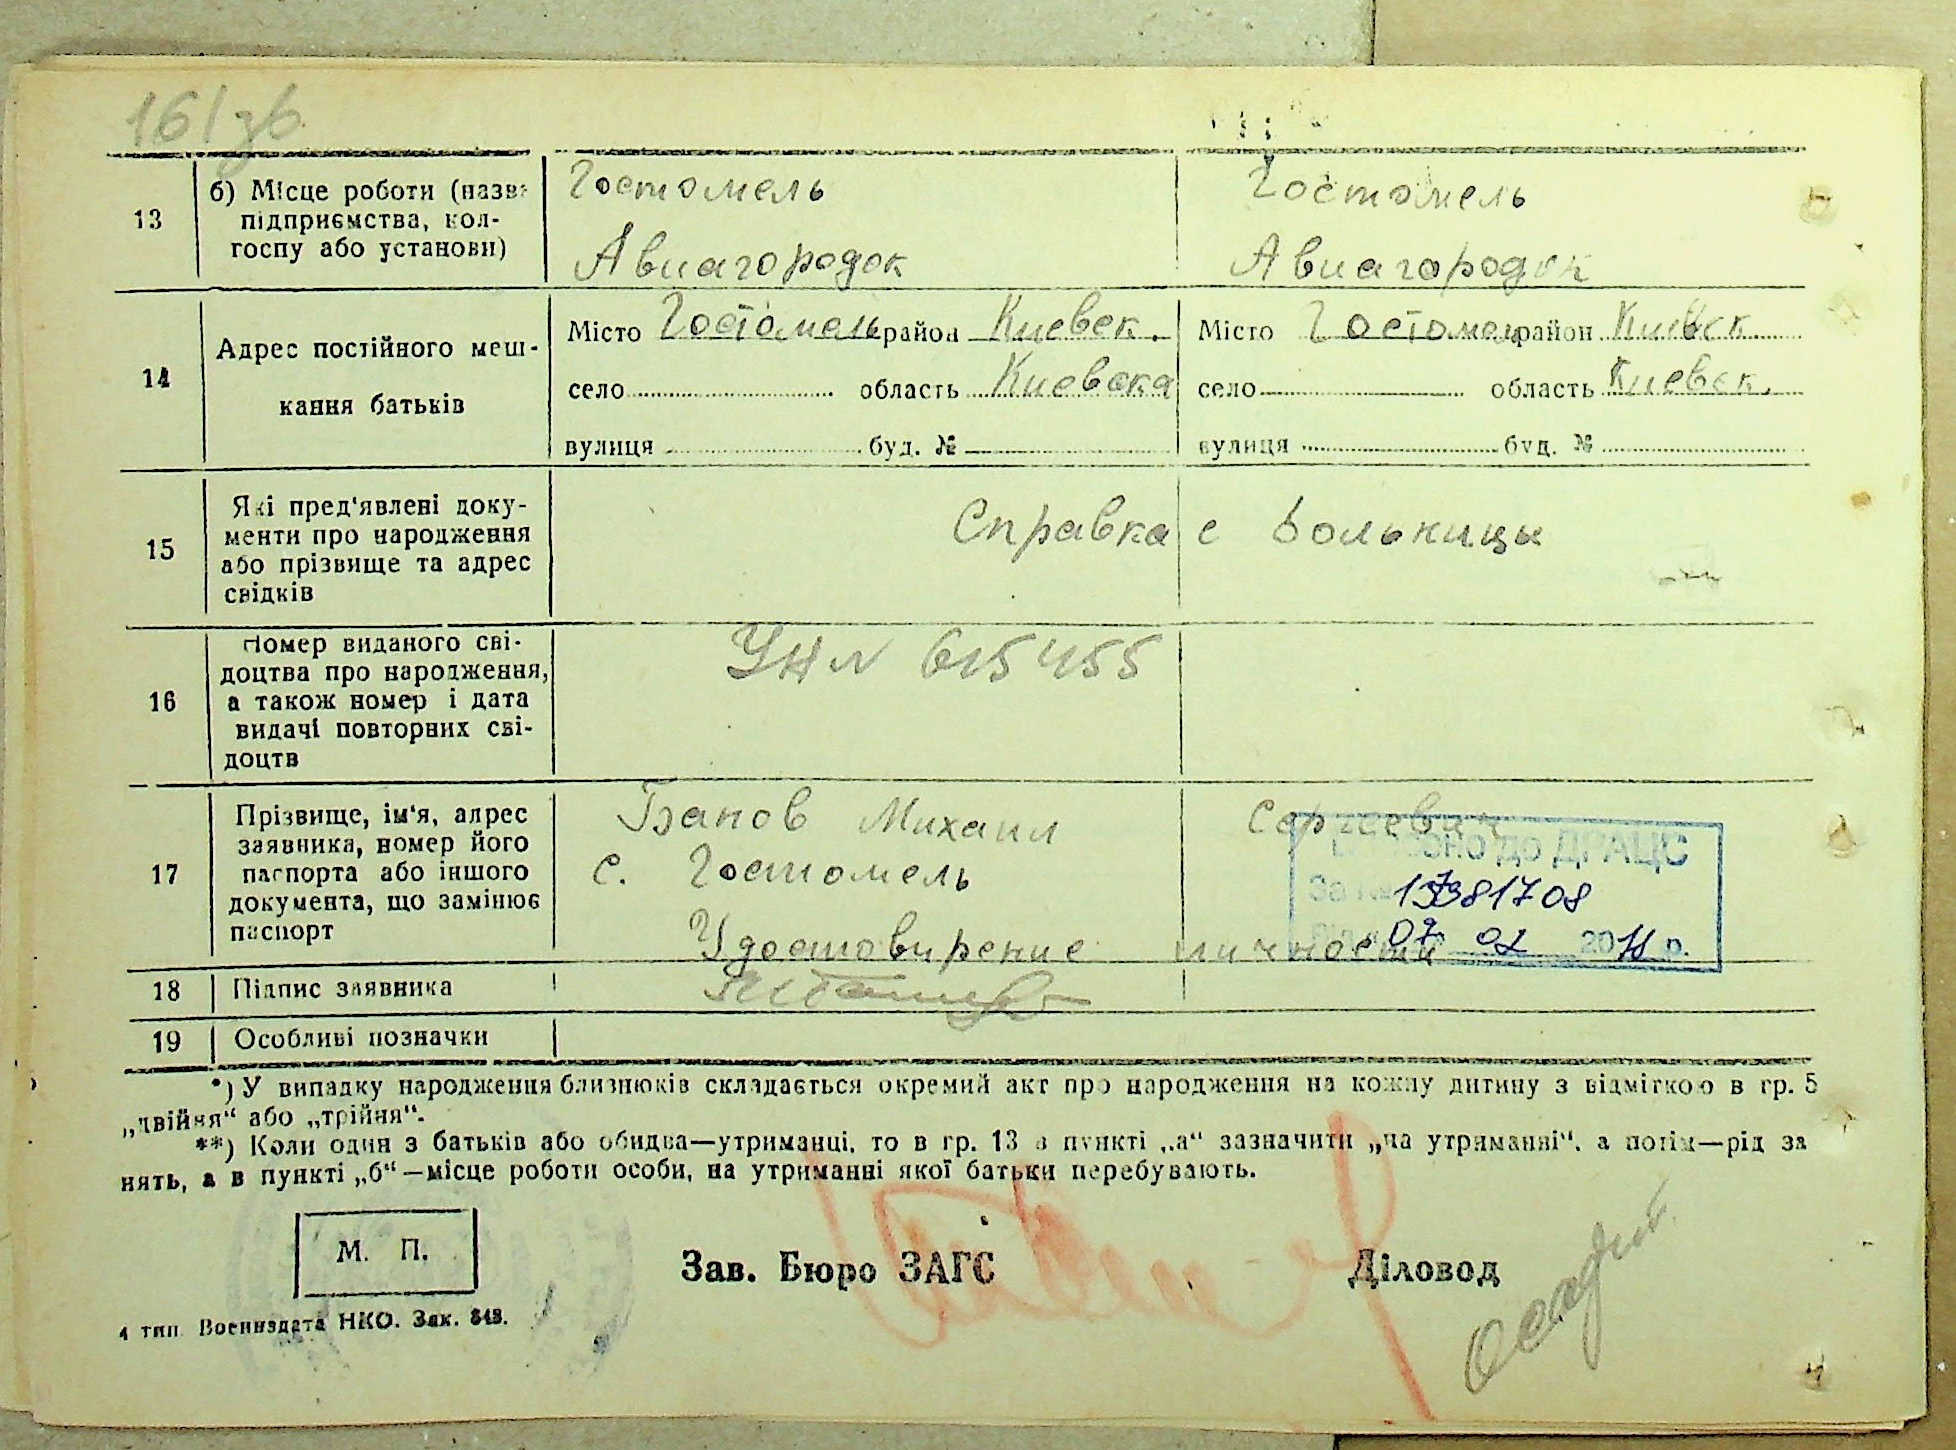 161зв
13 б) Місце роботи (назва підприємства, колгоспу або установи)
Гостомель
Авиагородок
Гостомель
Авиагородок
14 Адрес постійного мешкання батьків
Місто Гостомель район Киевск.
село область Киевска
вулиця буд. №
Місто Гостомель район Киевск
село область Киевск.
вулиця буд. №
15 Які пред'явлені документи про народження або прізвище та адрес свідків
Справка с больницы
16 Номер виданого свідоцтва про народження, а також номер і дата видачі повторних свідоцтв
615455
17 Прізвище, ім'я, адрес заявника, номер його паспорта або іншого документа, що замінює паспорт
Михаил Сергеевич
с. Гостомель
Удостовирение личности
до ДРАЦС
За №
07 02 2011 р.
18 Підпис заявника
19 Особливі позначки
*) У випадку народження близнюків складається окремий акт про народження на кожну дитину з відміткою в гр. 5
„двійня“ або „трійня“.
**) Коли один з батьків або обидва—утриманці, то в гр. 13 в пункті „а“ зазначити „на утриманні“, а потім—рід за
нять, а в пункті „б“—місце роботи особи, на утриманні якої батьки перебувають.
М. П.
Зав. Бюро ЗАГС
Діловод
4 тип. Воениздата НКО. Зак. 843.